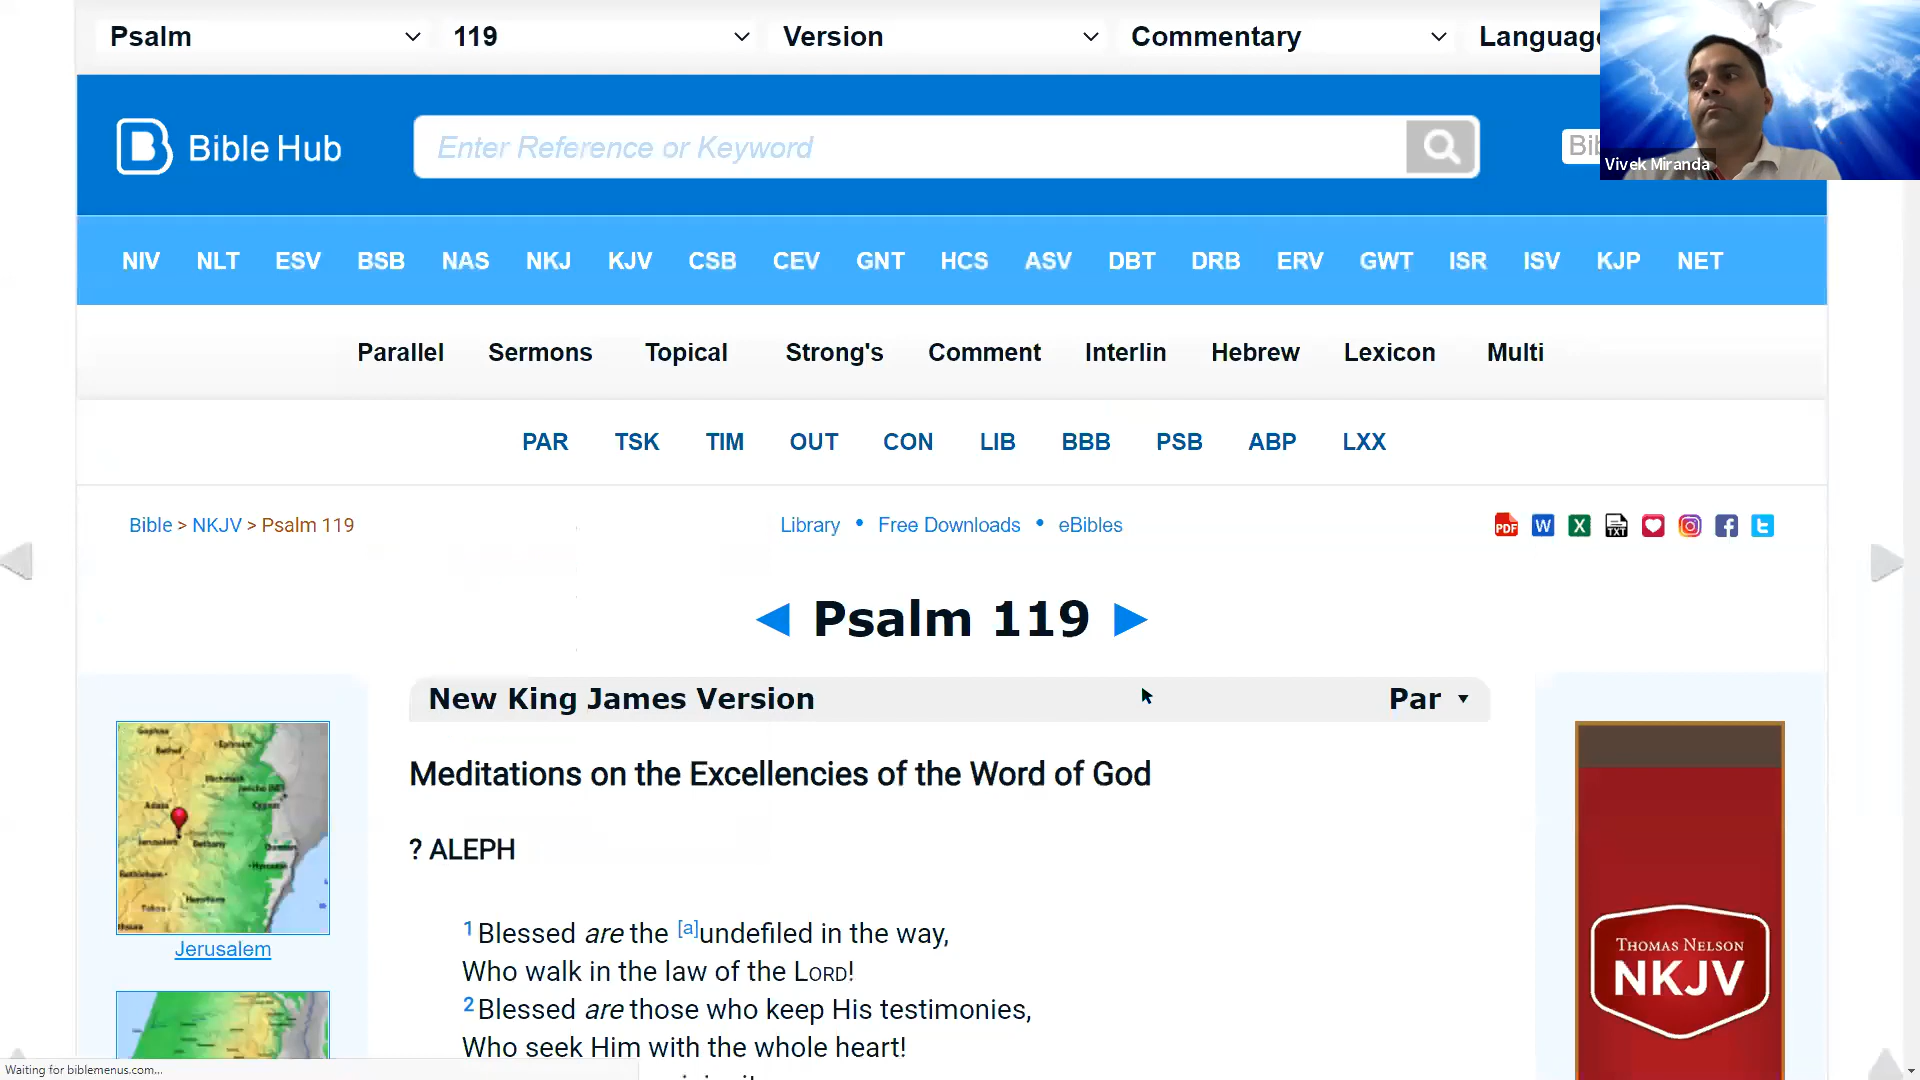 Psalm 119 Version Commentary Language
Bible Hub Enter Reference or Keyword
Vivek Miranda
NIV NLT ESV BSB NAS NKJ KJV CSB CEV GNT HCS ASV DBT DRB ERV GWT ISR ISV KJP NET
Parallel Sermons Topical Strong's Comment Interlin Hebrew Lexicon Multi
PAR TSK TIM OUT CON LIB BBB PSB ABP LXX
Bible > NKJV > Psalm 119 Library • Free Downloads • eBibles PDF W X TXT
◀ Psalm 119 ▶
New King James Version Par
Meditations on the Excellencies of the Word of God
? ALEPH
1 Blessed are the [a]undefiled in the way,
Who walk in the law of the LORD!
2 Blessed are those who keep His testimonies,
Who seek Him with the whole heart!
Jerusalem
THOMAS NELSON
NKJV
Waiting for biblemenus.com...